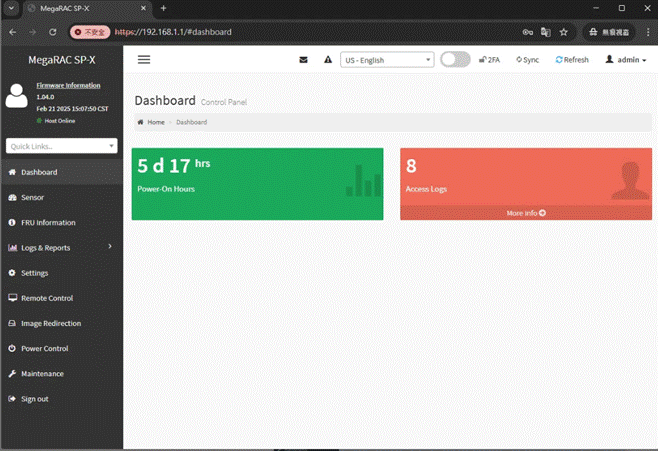 MegaRAC SP-X
不安全
https://192.168.1.1/#dashboard
無痕視窗
MegaRAC SP-X
US - English
2FA
Sync
Refresh
admin
Firmware Information
1.04.0
Feb 21 2025 15:07:50 CST
Host Online
Quick Links...
Dashboard
Sensor
FRU Information
Logs & Reports
Settings
Remote Control
Image Redirection
Power Control
Maintenance
Sign out
Dashboard Control Panel
Home - Dashboard
5 d 17 hrs
Power-On Hours
8
Access Logs
More info